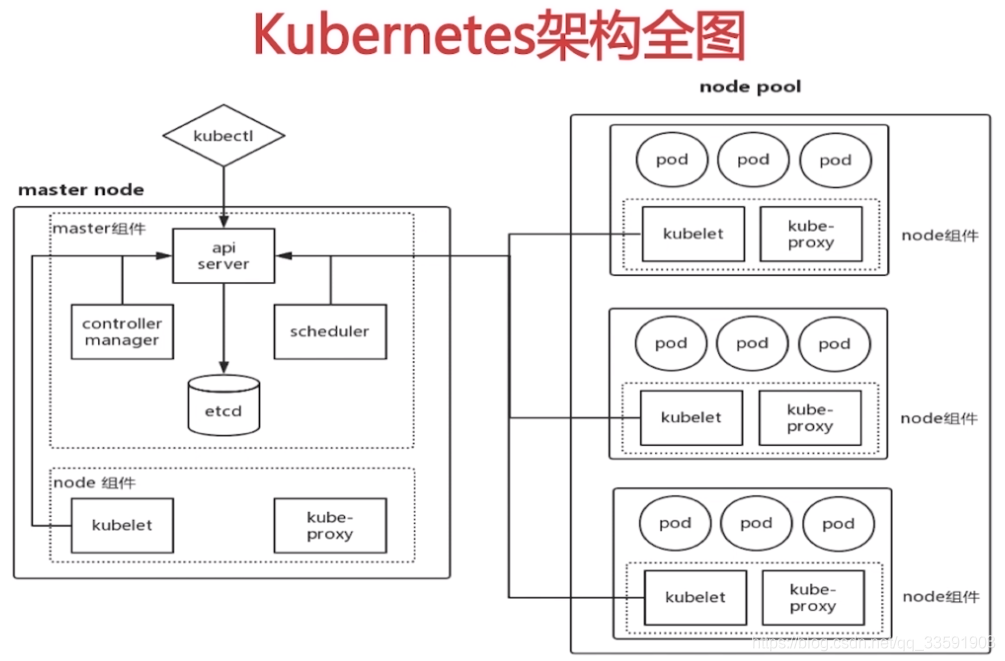 Kubernetes架构全图
node pool
kubectl
master node
master组件
api
server
controller
manager
scheduler
etcd
node 组件
kubelet
kube-
proxy
pod
pod
pod
kubelet
kube-
proxy
node组件
pod
pod
pod
kubelet
kube-
proxy
node组件
pod
pod
pod
kubelet
kube-
proxy
node组件
https://blog.csdn.net/qq_33591903